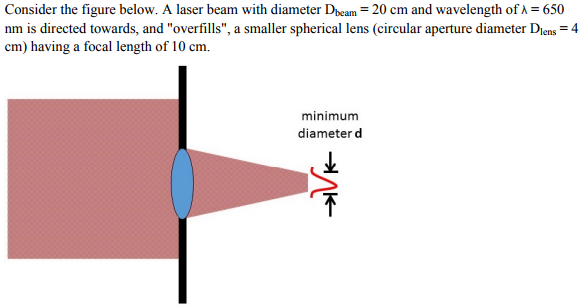 Consider the figure below. A laser beam with diameter Dbeam = 20 cm and wavelength of λ = 650
nm is directed towards, and "overfills", a smaller spherical lens (circular aperture diameter Dlens = 4
cm) having a focal length of 10 cm.
minimum
diameter d